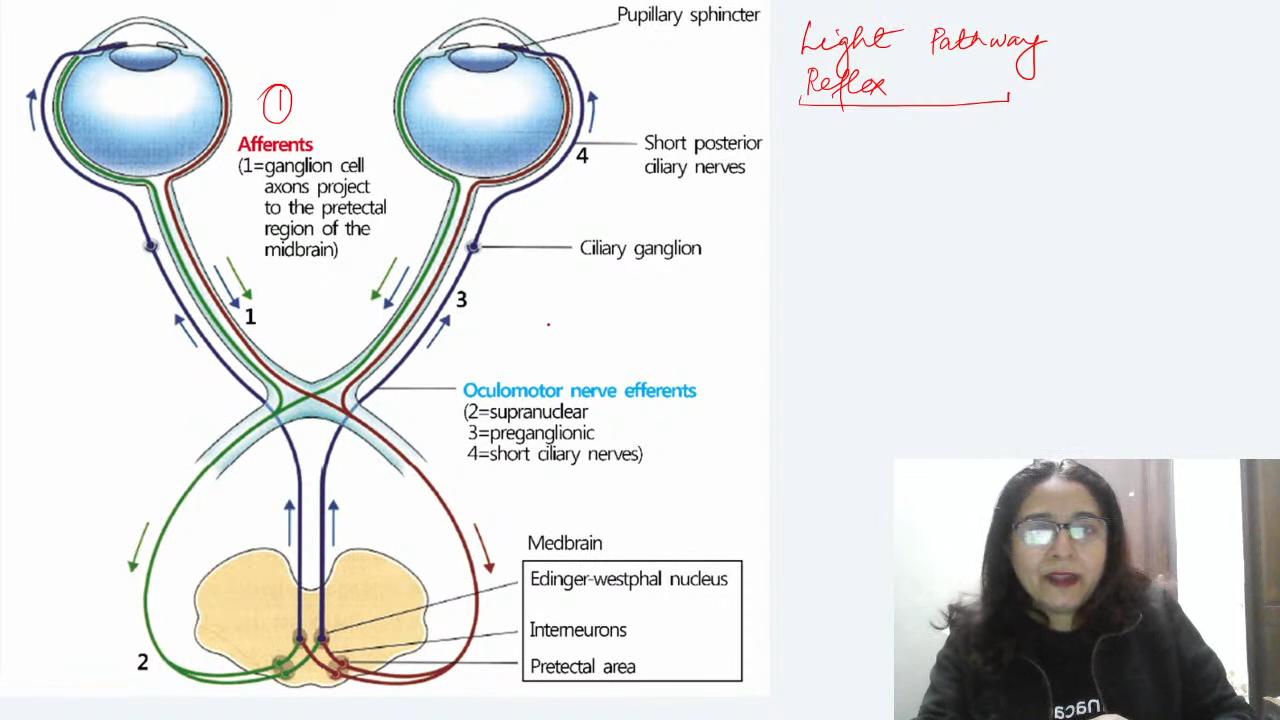 Pupillary sphincter
Light Pathway
Reflex
1
Afferents
(1=ganglion cell
axons project
to the pretectal
region of the
midbrain)
Short posterior
ciliary nerves
4
Ciliary ganglion
3
1
Oculomotor nerve efferents
(2=supranuclear
3=preganglionic
4=short ciliary nerves)
Medbrain
Edinger-westphal nucleus
Interneurons
Pretectal area
2